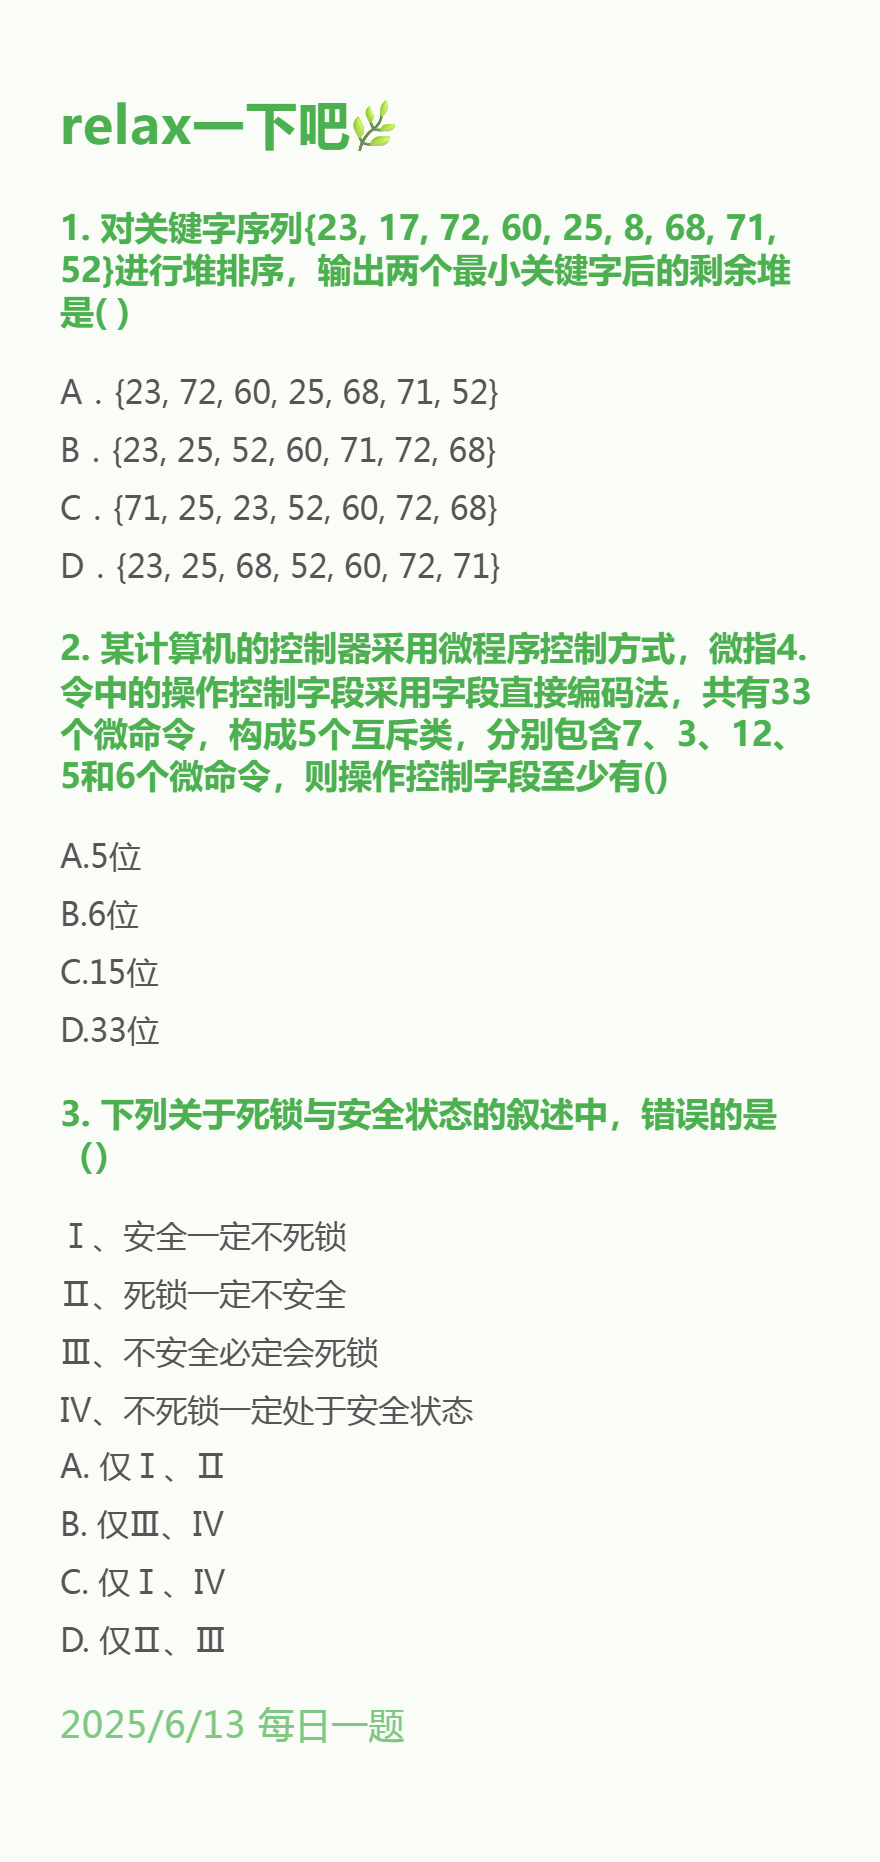 relax一下吧🌿
1. 对关键字序列{23, 17, 72, 60, 25, 8, 68, 71,
52}进行堆排序，输出两个最小关键字后的剩余堆
是( )
A．{23, 72, 60, 25, 68, 71, 52}
B．{23, 25, 52, 60, 71, 72, 68}
C．{71, 25, 23, 52, 60, 72, 68}
D．{23, 25, 68, 52, 60, 72, 71}
2. 某计算机的控制器采用微程序控制方式，微指4.
令中的操作控制字段采用字段直接编码法，共有33
个微命令，构成5个互斥类，分别包含7、3、12、
5和6个微命令，则操作控制字段至少有()
A.5位
B.6位
C.15位
D.33位
3. 下列关于死锁与安全状态的叙述中，错误的是
（）
Ⅰ、安全一定不死锁
Ⅱ、死锁一定不安全
Ⅲ、不安全必定会死锁
IV、不死锁一定处于安全状态
A. 仅Ⅰ、Ⅱ
B. 仅Ⅲ、IV
C. 仅Ⅰ、IV
D. 仅Ⅱ、Ⅲ
2025/6/13 每日一题